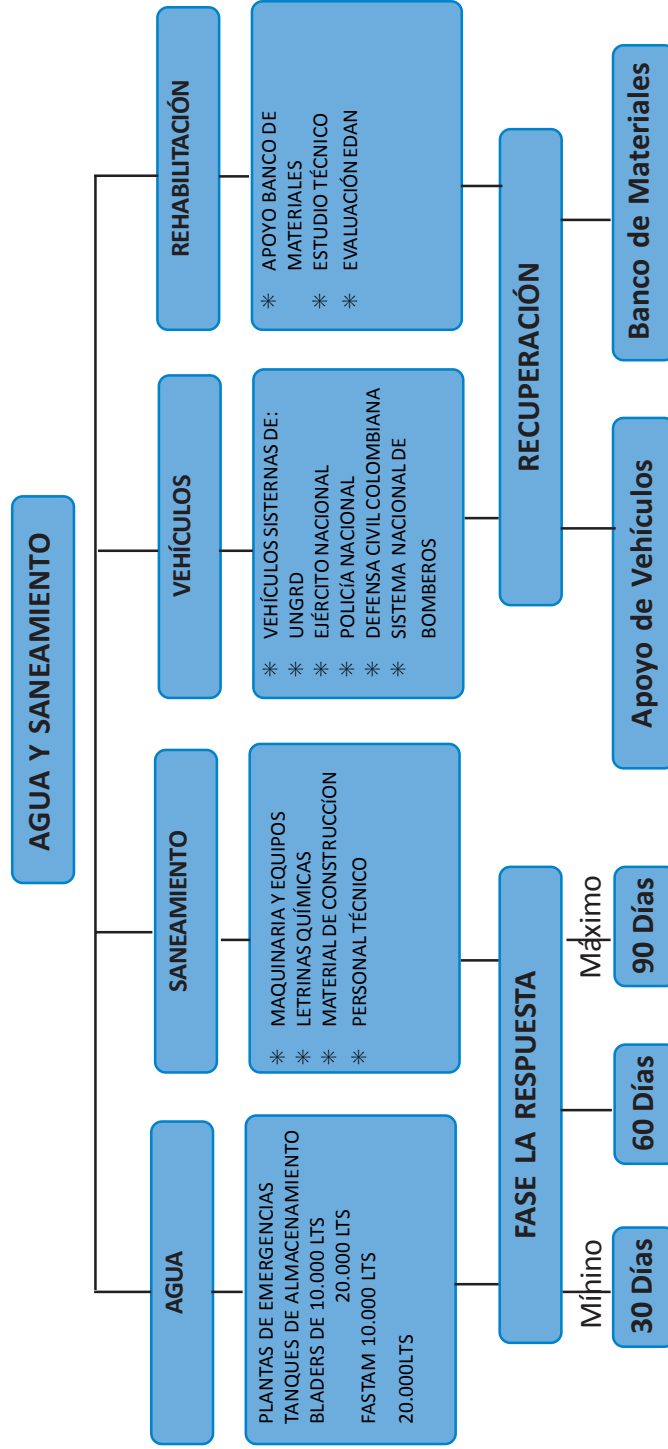 AGUA Y SANEAMIENTO
AGUA
SANEAMIENTO
VEHÍCULOS
REHABILITACIÓN
PLANTAS DE EMERGENCIAS
TANQUES DE ALMACENAMIENTO
BLADERS DE 10.000 LTS
20.000 LTS
FASTAM 10.000 LTS
20.000LTS
✳ MAQUINARIA Y EQUIPOS
✳ LETRINAS QUÍMICAS
✳ MATERIAL DE CONSTRUCCÍON
✳ PERSONAL TÉCNICO
✳ VEHÍCULOS SISTERNAS DE:
✳ UNGRD
✳ EJÉRCITO NACIONAL
✳ POLICÍA NACIONAL
✳ DEFENSA CIVIL COLOMBIANA
✳ SISTEMA NACIONAL DE
BOMBEROS
✳ APOYO BANCO DE
MATERIALES
✳ ESTUDIO TÉCNICO
✳ EVALUACIÓN EDAN
FASE LA RESPUESTA
RECUPERACIÓN
Mínino
Máximo
30 Días
60 Días
90 Días
Apoyo de Vehículos
Banco de Materiales